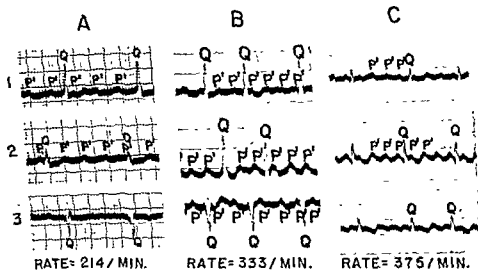 A B C
Q Q Q Q Q P' P' P' Q
1 P' P' P' P' P' P' P' P' P'
Q Q Q Q
2 P' P' P' P' P' P' P' P' P' P' P' P' P' P' P'
3 P' P' P' P' Q Q
Q Q Q Q Q
RATE=214/MIN. RATE=333/MIN. RATE=375/MIN.